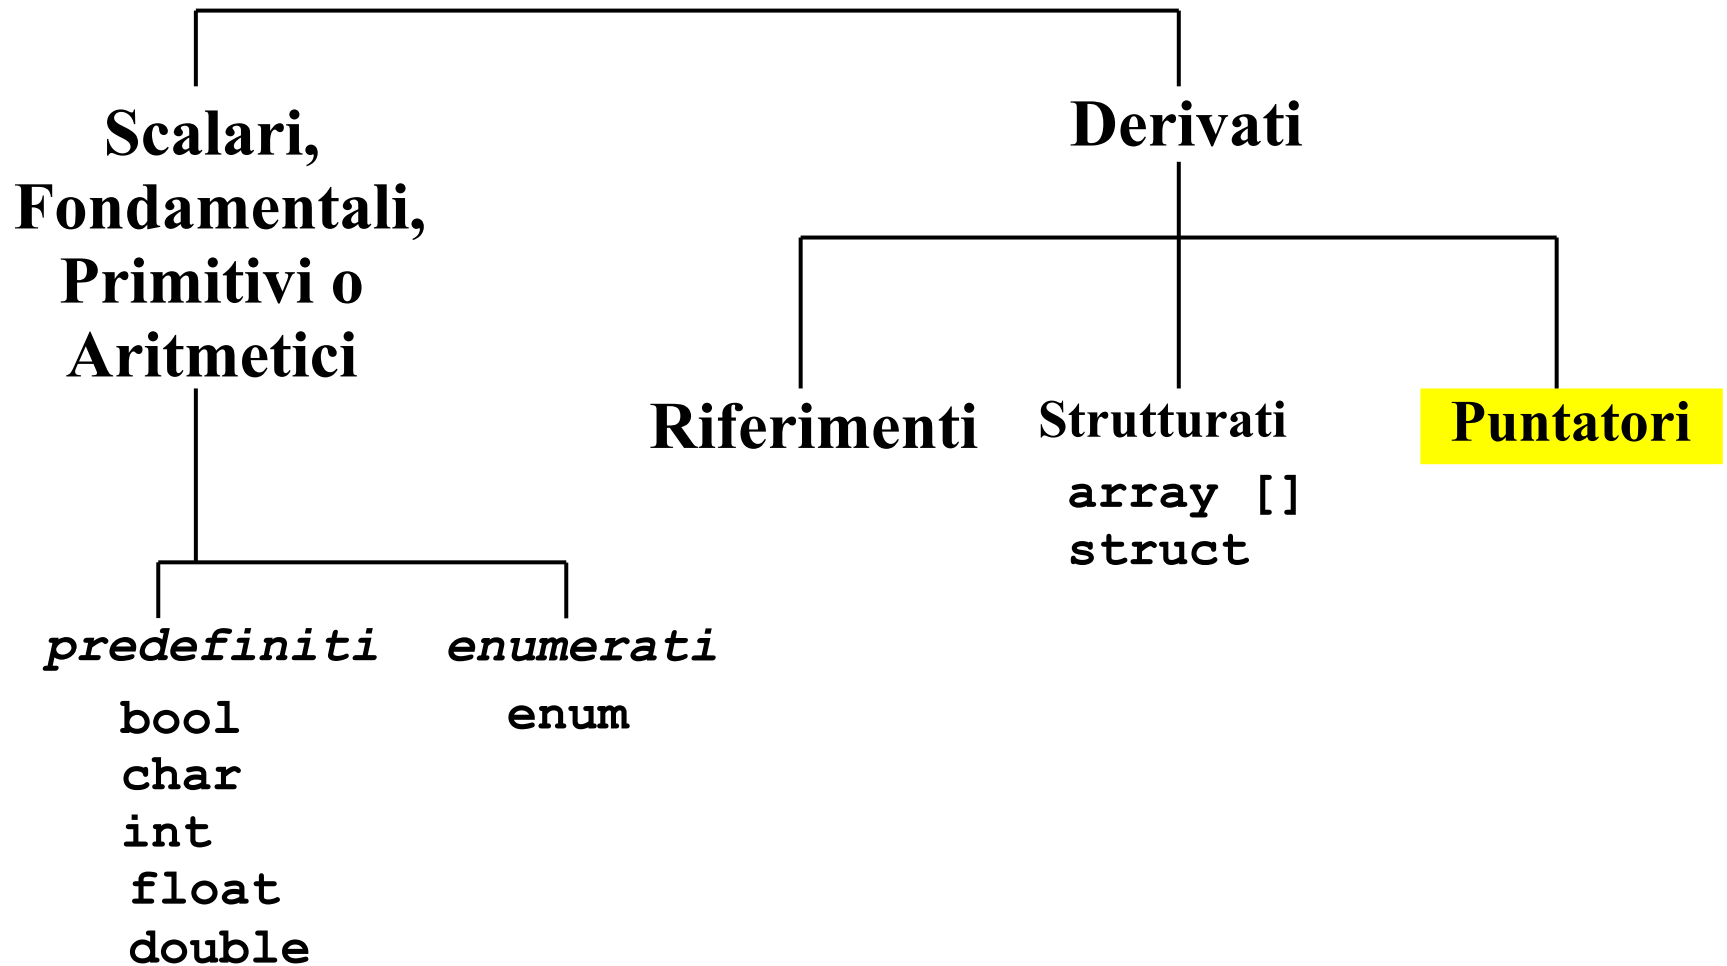 Scalari,
Fondamentali,
Primitivi o
Aritmetici
Derivati
Riferimenti
Strutturati
array []
struct
Puntatori
predefiniti
bool
char
int
float
double
enumerati
enum